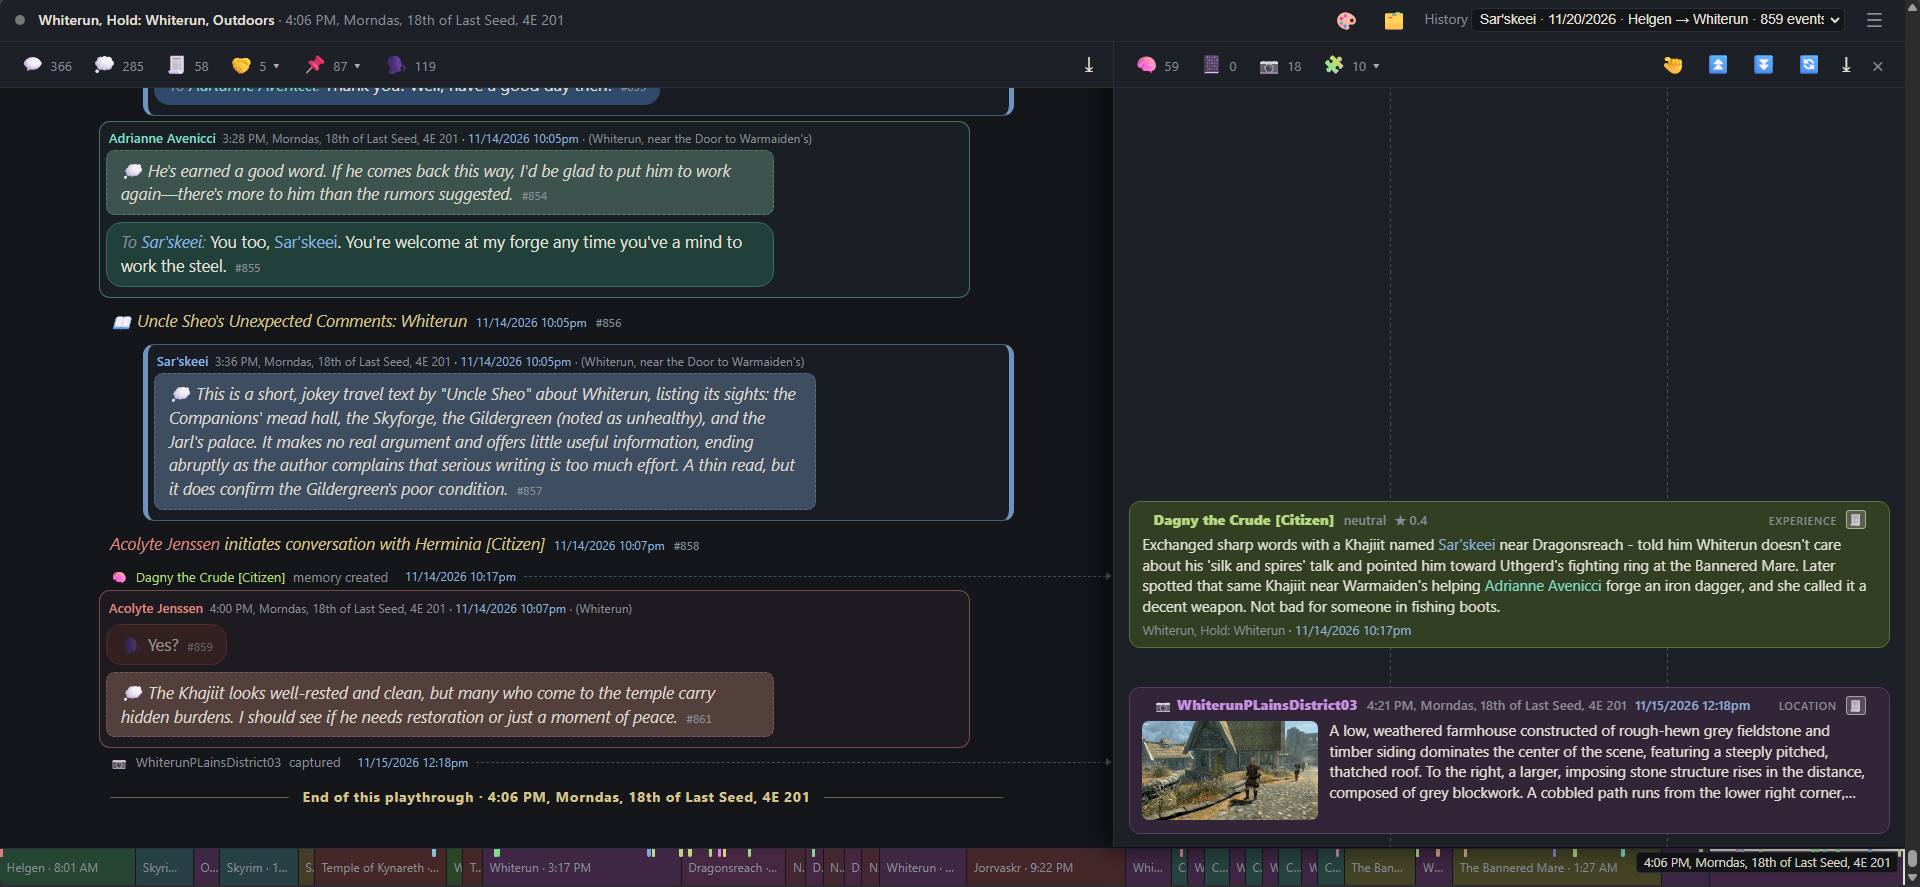 Whiterun, Hold: Whiterun, Outdoors · 4:06 PM, Morndas, 18th of Last Seed, 4E 201
History Sar'skeei · 11/20/2026 · Helgen → Whiterun · 859 events
366 285 58 5 87 119
59 0 18 10
To Adrianne Avenicci: Thank you! Well, have a good day then.
Adrianne Avenicci 3:28 PM, Morndas, 18th of Last Seed, 4E 201 · 11/14/2026 10:05pm · (Whiterun, near the Door to Warmaiden's)
He's earned a good word. If he comes back this way, I'd be glad to put him to work
again—there's more to him than the rumors suggested. #854
To Sar'skeei: You too, Sar'skeei. You're welcome at my forge any time you've a mind to
work the steel. #855
Uncle Sheo's Unexpected Comments: Whiterun 11/14/2026 10:05pm #856
Sar'skeei 3:36 PM, Morndas, 18th of Last Seed, 4E 201 · 11/14/2026 10:05pm · (Whiterun, near the Door to Warmaiden's)
This is a short, jokey travel text by "Uncle Sheo" about Whiterun, listing its sights: the
Companions' mead hall, the Skyforge, the Gildergreen (noted as unhealthy), and the
Jarl's palace. It makes no real argument and offers little useful information, ending
abruptly as the author complains that serious writing is too much effort. A thin read, but
it does confirm the Gildergreen's poor condition. #857
Acolyte Jenssen initiates conversation with Herminia [Citizen] 11/14/2026 10:07pm #858
Dagny the Crude [Citizen] memory created 11/14/2026 10:17pm
Acolyte Jenssen 4:00 PM, Morndas, 18th of Last Seed, 4E 201 · 11/14/2026 10:07pm · (Whiterun)
Yes? #859
The Khajiit looks well-rested and clean, but many who come to the temple carry
hidden burdens. I should see if he needs restoration or just a moment of peace. #861
WhiterunPLainsDistrict03 captured 11/15/2026 12:18pm
End of this playthrough · 4:06 PM, Morndas, 18th of Last Seed, 4E 201
Dagny the Crude [Citizen] neutral ★ 0.4 EXPERIENCE
Exchanged sharp words with a Khajiit named Sar'skeei near Dragonsreach - told him Whiterun doesn't care
about his 'silk and spires' talk and pointed him toward Uthgerd's fighting ring at the Bannered Mare. Later
spotted that same Khajiit near Warmaiden's helping Adrianne Avenicci forge an iron dagger, and she called it a
decent weapon. Not bad for someone in fishing boots.
Whiterun, Hold: Whiterun · 11/14/2026 10:17pm
WhiterunPLainsDistrict03 4:21 PM, Morndas, 18th of Last Seed, 4E 201 11/15/2026 12:18pm LOCATION
A low, weathered farmhouse constructed of rough-hewn grey fieldstone and
timber siding dominates the center of the scene, featuring a steeply pitched,
thatched roof. To the right, a larger, imposing stone structure rises in the distance,
composed of grey blockwork. A cobbled path runs from the lower right corner,...
Helgen · 8:01 AM Skyri... O... Skyrim · 1... S. Temple of Kynareth ·... W T.. Whiterun · 3:17 PM Dragonsreach ·... N. D. N.. D. N Whiterun · ... Jorrvaskr · 9:22 PM Whi... C W C... W C.. C... W C... The Ban... W... The Bannered Mare · 1:27 AM
4:06 PM, Morndas, 18th of Last Seed, 4E 201